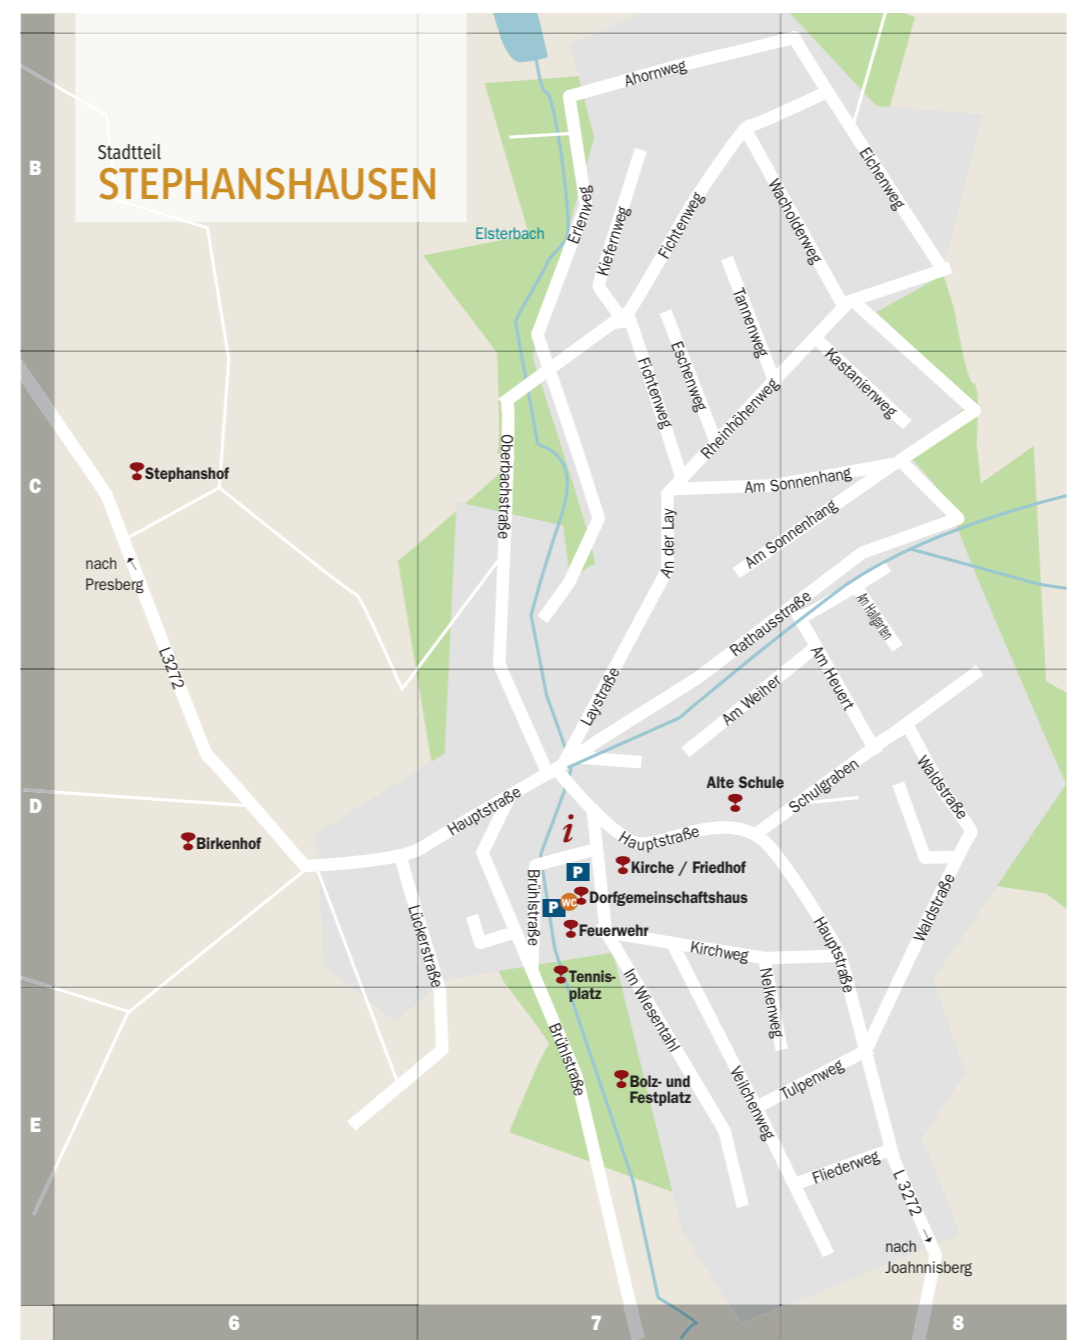 Stadtteil
STEPHANSHAUSEN
B
Ahornweg
Eichenweg
Wacholderweg
Fichtenweg
Kiefernweg
Erlenweg
Elsterbach
Tannenweg
Eschenweg
Fichtenweg
Kastanienweg
Rheinhöhenweg
C
Stephanshof
Oberbachstraße
Am Sonnenhang
Am Sonnenhang
An der Lay
nach
Presberg
Am Hallgarten
Rathausstraße
L3272
Laystraße
Am Weiher
Am Heuert
D
Alte Schule
Schulgraben
Waldstraße
Hauptstraße
i
Hauptstraße
Birkenhof
P
Kirche / Friedhof
P
WC
Dorfgemeinschaftshaus
Brühlstraße
Feuerwehr
Lückerstraße
Kirchweg
Hauptstraße
Waldstraße
Tennis-
platz
Im Wiesentahl
Nelkenweg
Brühlstraße
Bolz- und
Festplatz
Veilchenweg
Tulpenweg
E
Fliederweg
L 3272
nach
Joahnnisberg
6
7
8